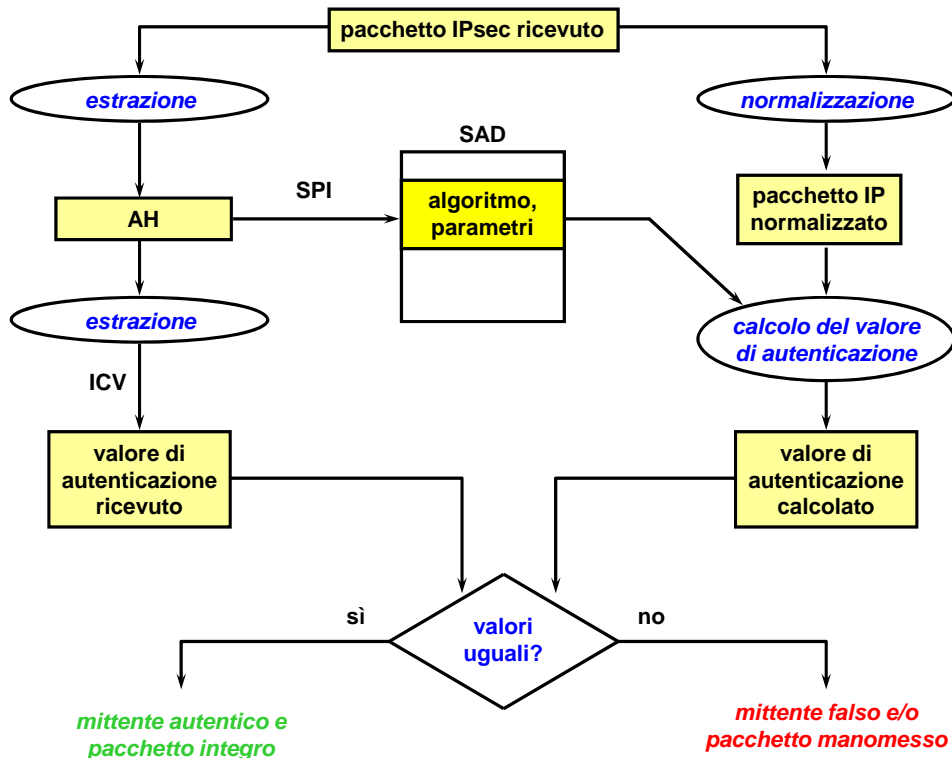 pacchetto IPsec ricevuto
estrazione
normalizzazione
SAD
SPI
AH
algoritmo,
parametri
pacchetto IP
normalizzato
estrazione
calcolo del valore
di autenticazione
ICV
valore di
autenticazione
ricevuto
valore di
autenticazione
calcolato
sì
valori
uguali?
no
mittente autentico e
pacchetto integro
mittente falso e/o
pacchetto manomesso